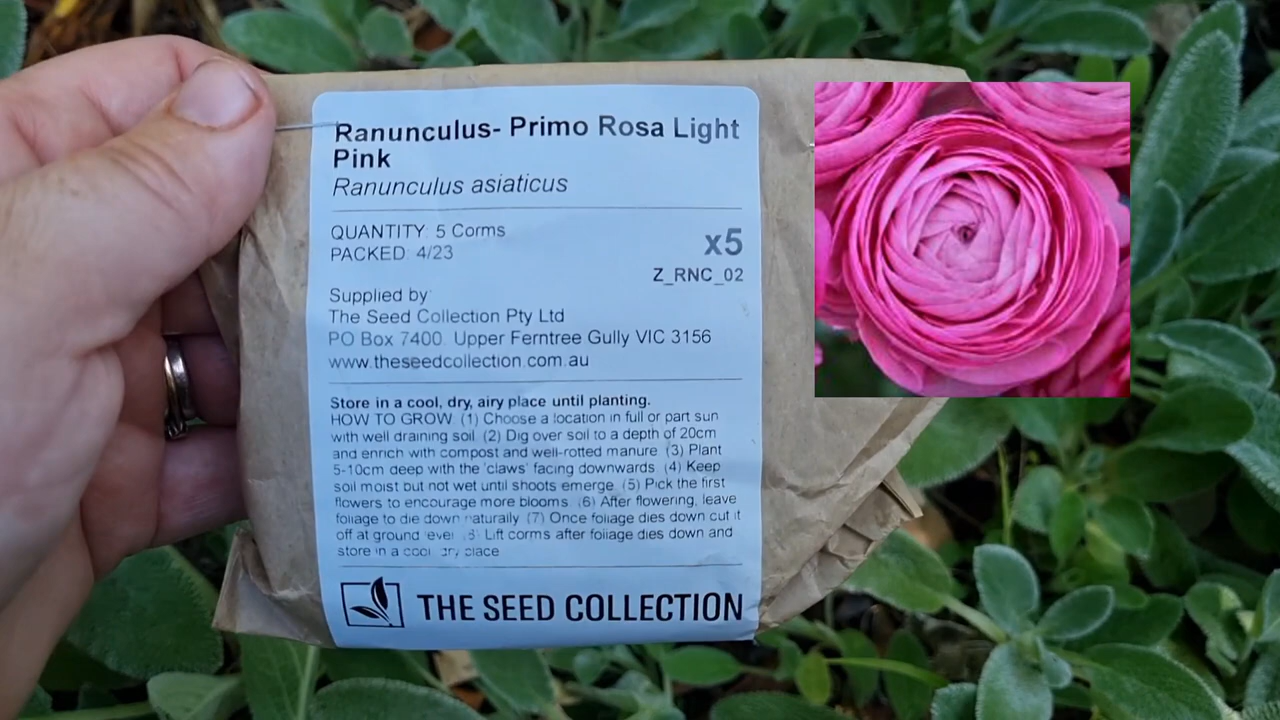 Ranunculus- Primo Rosa Light
Pink
Ranunculus asiaticus
QUANTITY: 5 Corms
PACKED: 4/23
x5
Z_RNC_02
Supplied by
The Seed Collection Pty Ltd
PO Box 7400. Upper Ferntree Gully VIC 3156
www.theseedcollection.com.au
Store in a cool, dry, airy place until planting.
HOW TO GROW. (1) Choose a location in full or part sun
with well draining soil. (2) Dig over soil to a depth of 20cm
and enrich with compost and well-rotted manure. (3) Plant
5-10cm deep with the 'claws' facing downwards. (4) Keep
soil moist but not wet until shoots emerge. (5) Pick the first
flowers to encourage more blooms. (6) After flowering, leave
foliage to die down naturally. (7) Once foliage dies down cut it
off at ground level. (8) Lift corms after foliage dies down and
store in a cool dry place
THE SEED COLLECTION